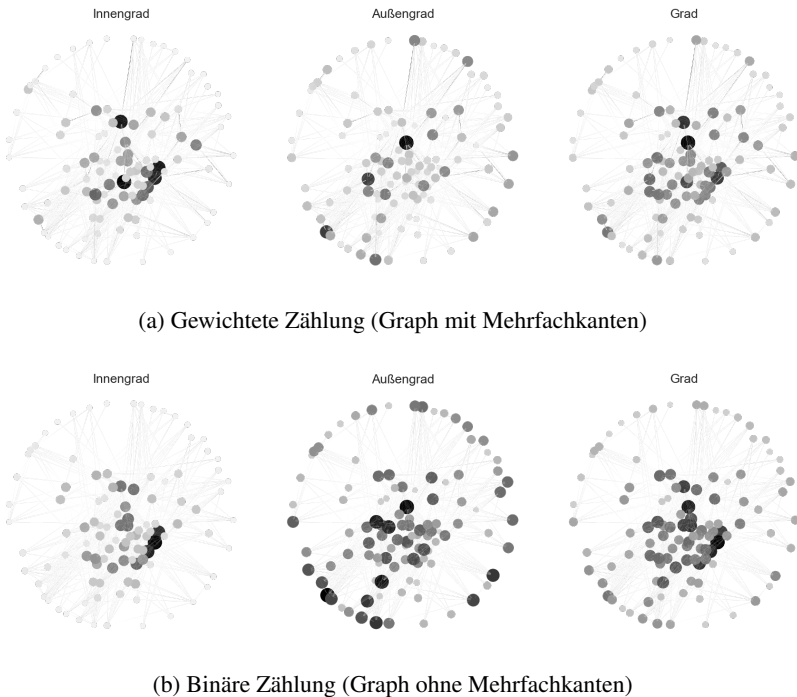 Innengrad Außengrad Grad
(a) Gewichtete Zählung (Graph mit Mehrfachkanten)
Innengrad Außengrad Grad
(b) Binäre Zählung (Graph ohne Mehrfachkanten)